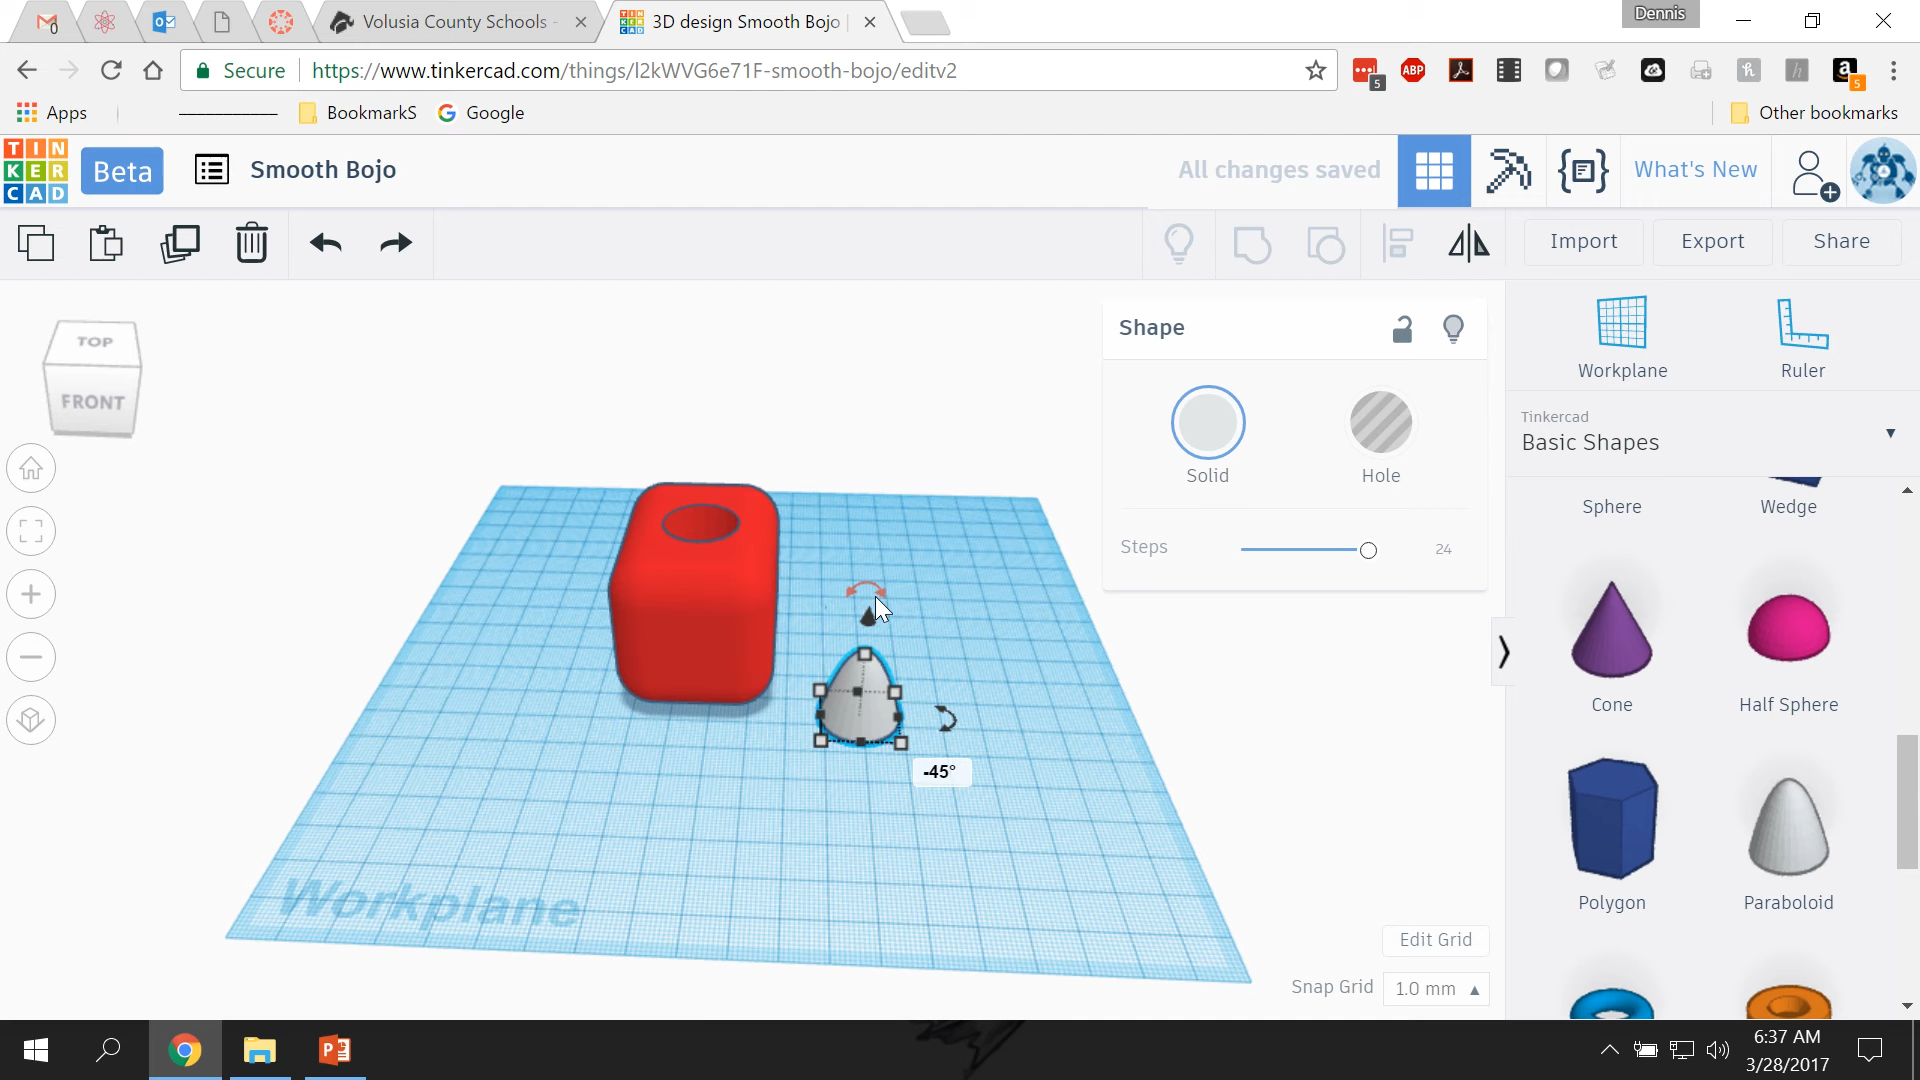 Volusia County Schools -
3D design Smooth Bojo
Dennis
Secure
https://www.tinkercad.com/things/l2kWVG6e71F-smooth-bojo/editv2
5
ABP
a
5
Apps
BookmarkS
Google
Other bookmarks
TIN
KER
CAD
Beta
Smooth Bojo
All changes saved
What's New
Import
Export
Share
TOP
FRONT
Shape
Solid
Hole
Steps
24
Workplane
Ruler
Tinkercad
Basic Shapes
Sphere
Wedge
Cone
Half Sphere
Polygon
Paraboloid
-45°
Workplane
Edit Grid
Snap Grid
1.0 mm
6:37 AM
3/28/2017